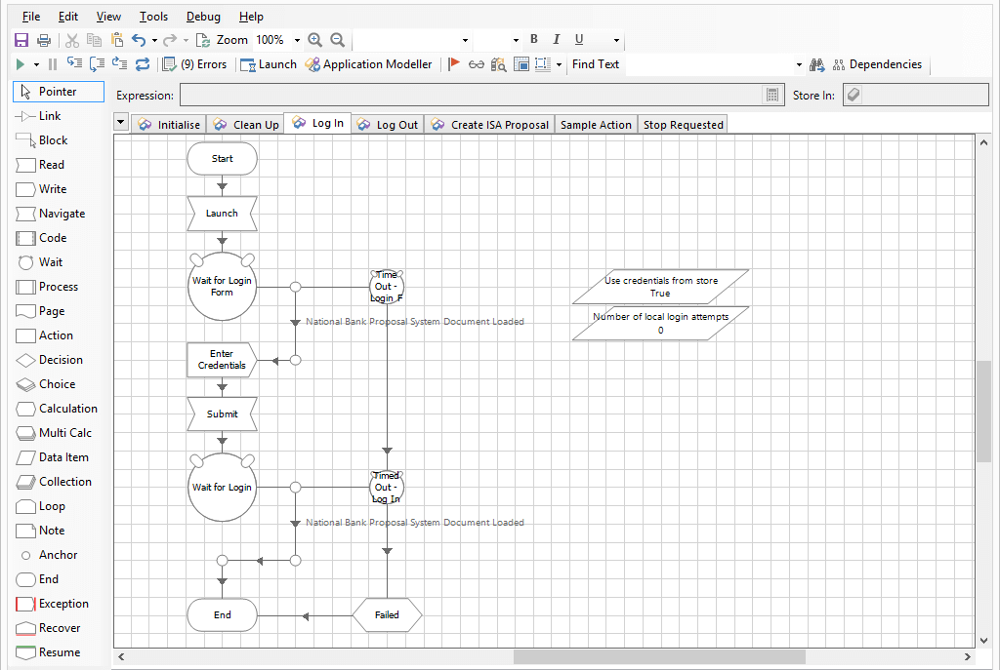 File Edit View Tools Debug Help
Zoom 100% B I U
(9) Errors Launch Application Modeller Find Text Dependencies
Pointer
Link
Block
Read
Write
Navigate
Code
Wait
Process
Page
Action
Decision
Choice
Calculation
Multi Calc
Data Item
Collection
Loop
Note
Anchor
End
Exception
Recover
Resume
Expression: Store In:
Initialise Clean Up Log In Log Out Create ISA Proposal Sample Action Stop Requested
Start
Launch
Wait for Login
Form
Time
Out -
Login_F
Use credentials from store
True
Number of local login attempts
0
National Bank Proposal System Document Loaded
Enter
Credentials
Submit
Wait for Login
Timed
Out -
Log In
National Bank Proposal System Document Loaded
End
Failed